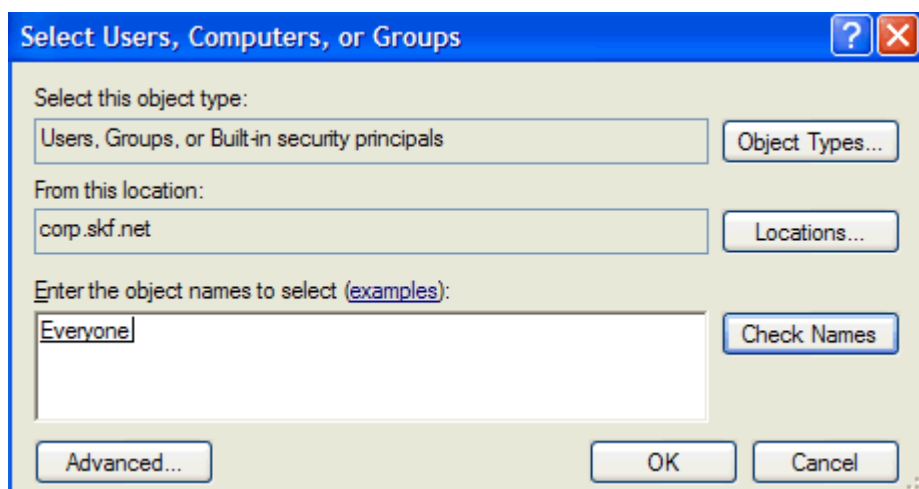 Select Users, Computers, or Groups
Select this object type:
Users, Groups, or Built-in security principals
Object Types...
From this location:
corp.skf.net
Locations...
Enter the object names to select (examples):
Everyone
Check Names
Advanced...
OK
Cancel